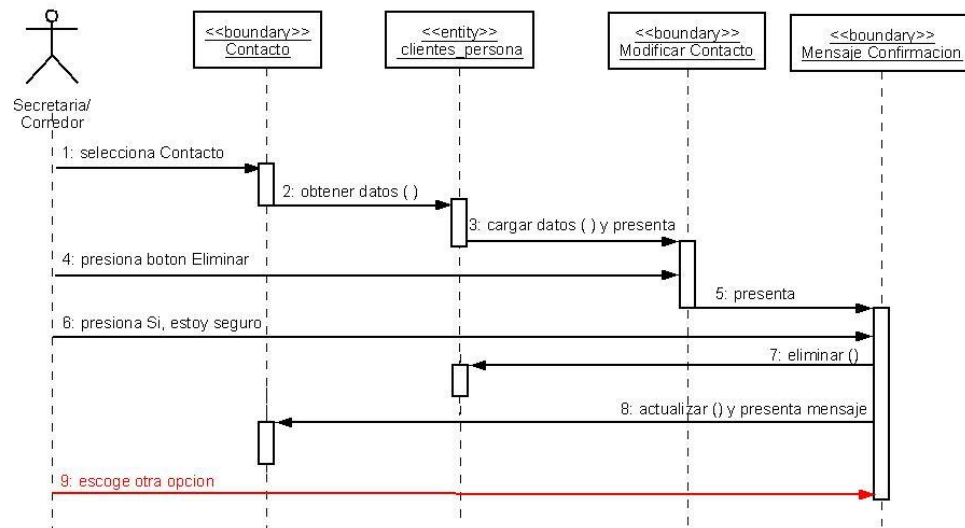 <<boundary>>
Contacto
<<entity>>
clientes_persona
<<boundary>>
Modificar Contacto
<<boundary>>
Mensaje Confirmacion
Secretaria/
Corredor
1: selecciona Contacto
2: obtener datos ( )
3: cargar datos ( ) y presenta
4: presiona boton Eliminar
5: presenta
6: presiona Si, estoy seguro
7: eliminar ()
8: actualizar () y presenta mensaje
9: escoge otra opcion